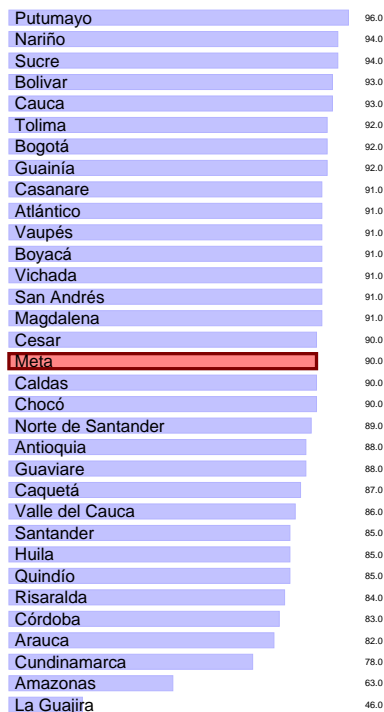 Putumayo 96.0
Nariño 94.0
Sucre 94.0
Bolivar 93.0
Cauca 93.0
Tolima 92.0
Bogotá 92.0
Guainía 92.0
Casanare 91.0
Atlántico 91.0
Vaupés 91.0
Boyacá 91.0
Vichada 91.0
San Andrés 91.0
Magdalena 91.0
Cesar 90.0
Meta 90.0
Caldas 90.0
Chocó 90.0
Norte de Santander 89.0
Antioquia 88.0
Guaviare 88.0
Caquetá 87.0
Valle del Cauca 86.0
Santander 85.0
Huila 85.0
Quindío 85.0
Risaralda 84.0
Córdoba 83.0
Arauca 82.0
Cundinamarca 78.0
Amazonas 63.0
La Guajira 46.0